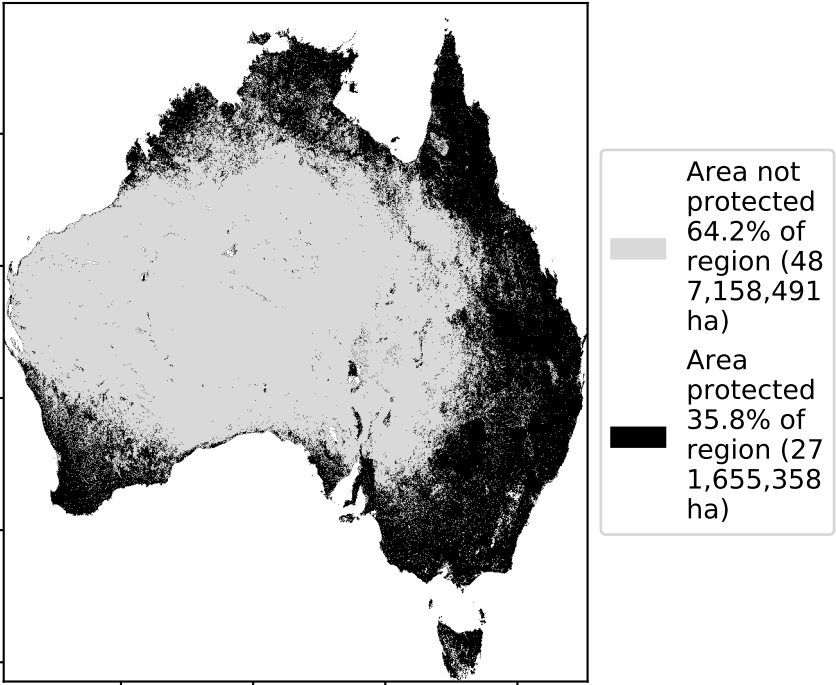 Area not
protected
64.2% of
region (48
7,158,491
ha)
Area
protected
35.8% of
region (27
1,655,358
ha)